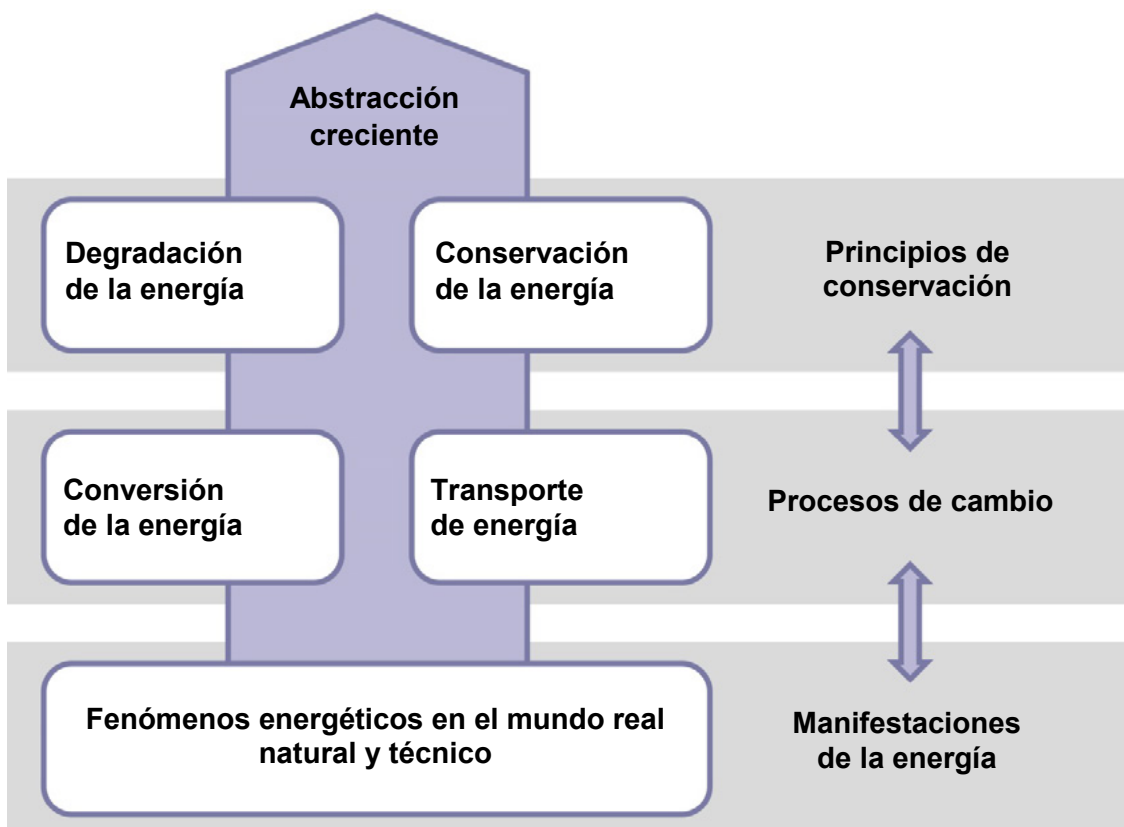 Abstracción
creciente
Degradación
de la energía
Conservación
de la energía
Principios de
conservación
Conversión
de la energía
Transporte
de energía
Procesos de cambio
Fenómenos energéticos en el mundo real
natural y técnico
Manifestaciones
de la energía